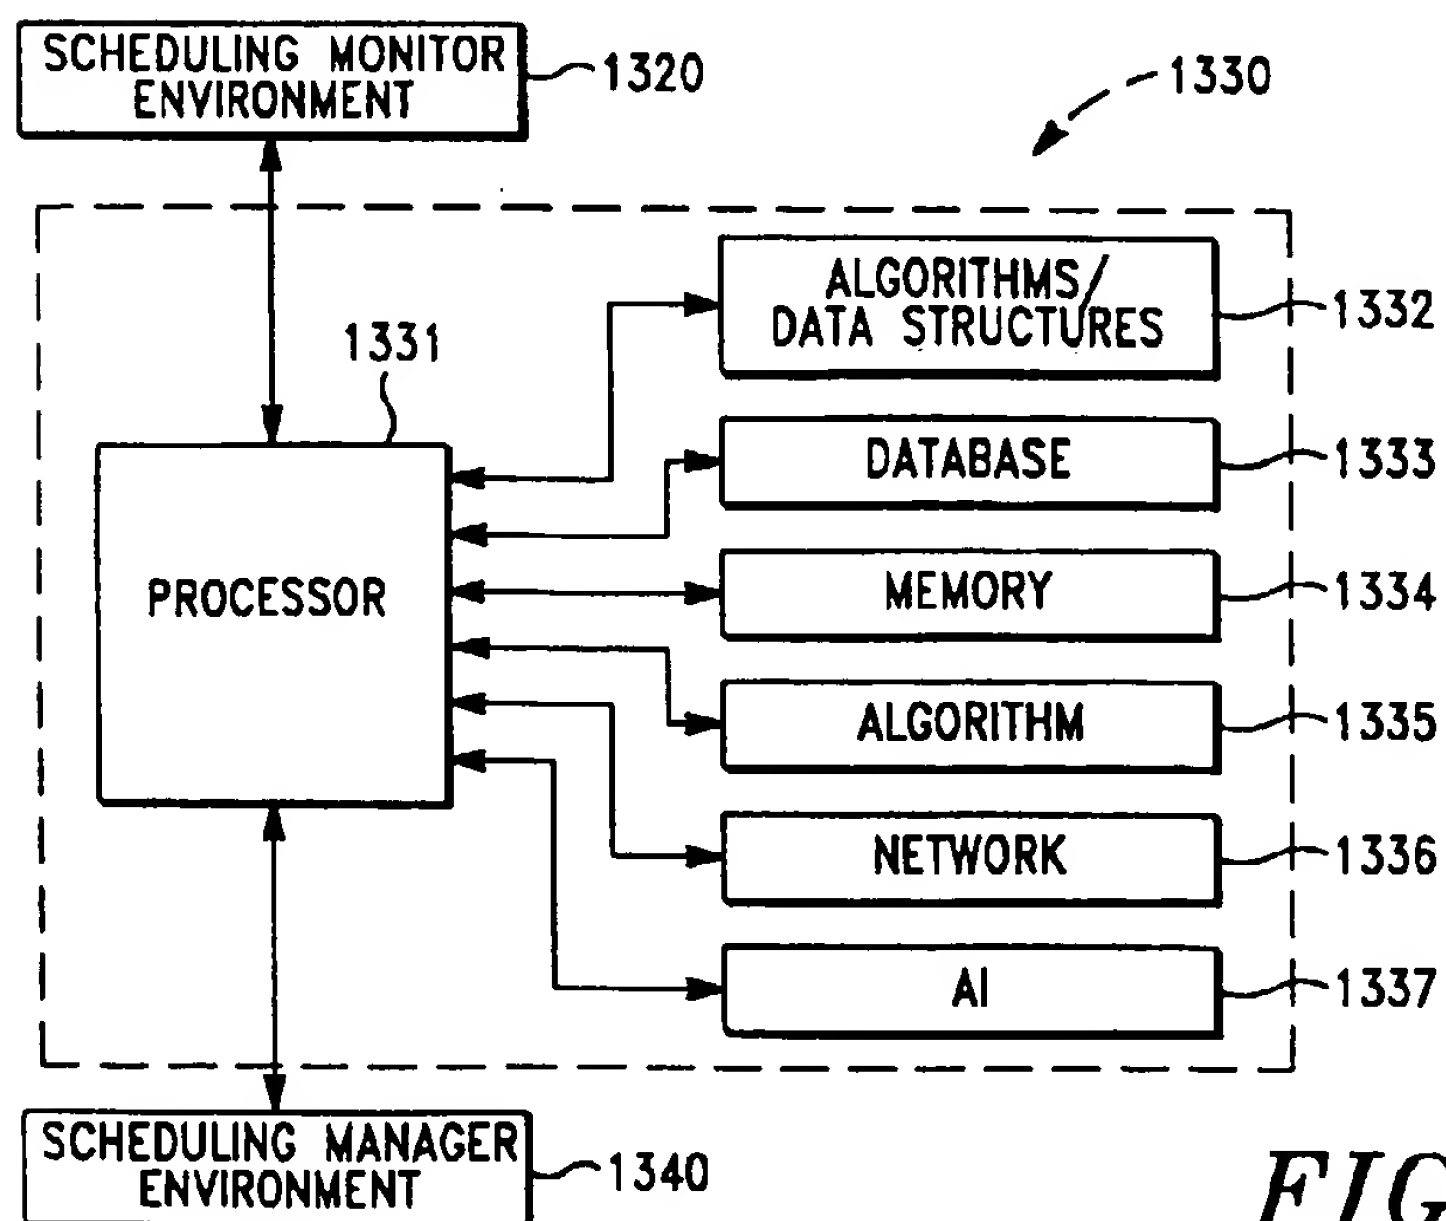 SCHEDULING MONITOR
ENVIRONMENT
1320
1330
ALGORITHMS/
DATA STRUCTURES
1332
1331
DATABASE
1333
PROCESSOR
MEMORY
1334
ALGORITHM
1335
NETWORK
1336
AI
1337
SCHEDULING MANAGER
ENVIRONMENT
1340
FIG